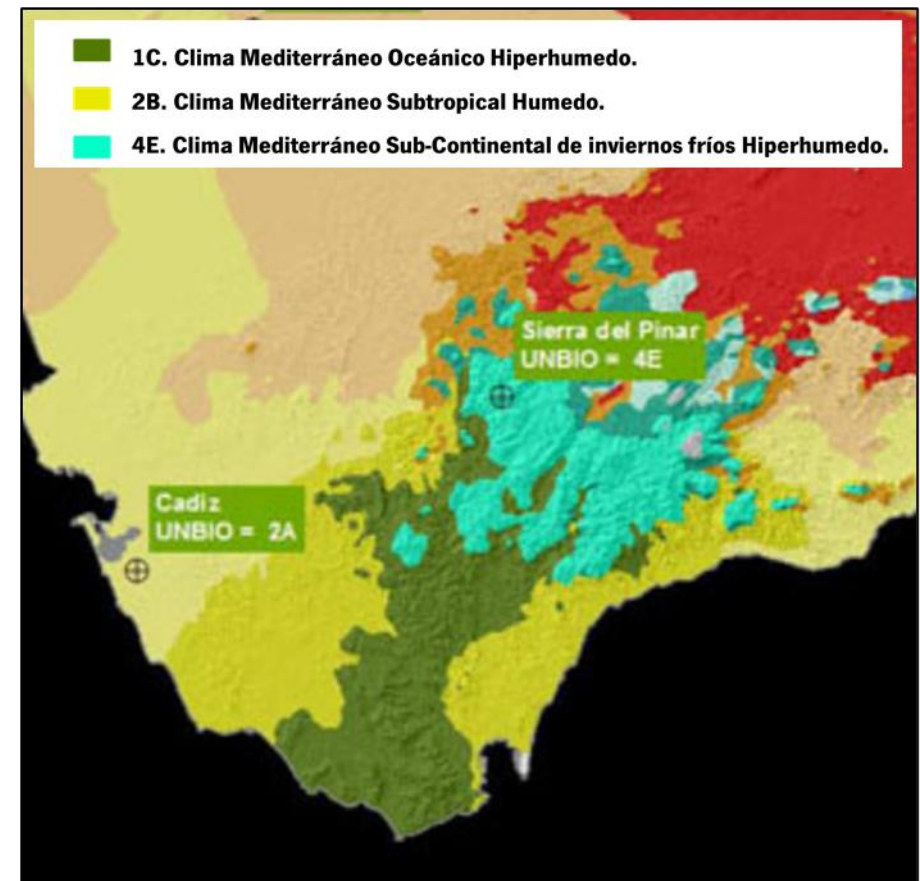 1C. Clima Mediterráneo Oceánico Hiperhumedo.
2B. Clima Mediterráneo Subtropical Humedo.
4E. Clima Mediterráneo Sub-Continental de inviernos fríos Hiperhumedo.
Sierra del Pinar
UNBIO = 4E
Cadiz
UNBIO = 2A